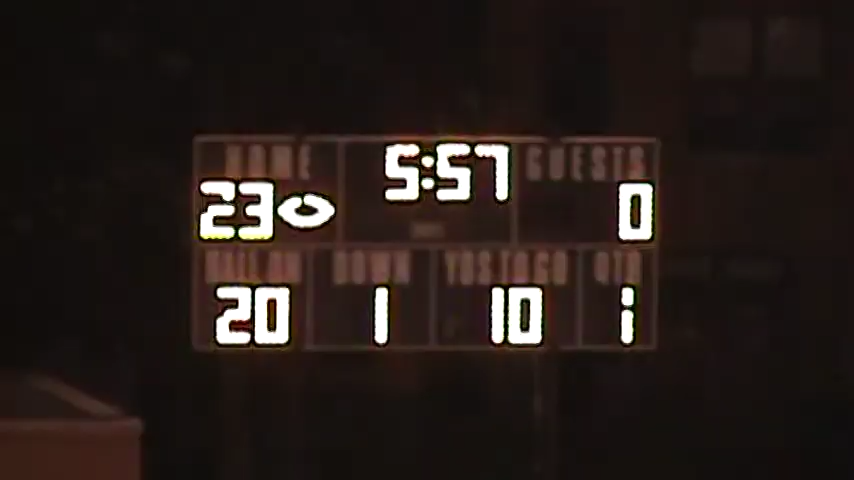 HOME 5:57 GUESTS
23 0
BALL ON DOWN YDS.TO GO QTR
20 1 10 1